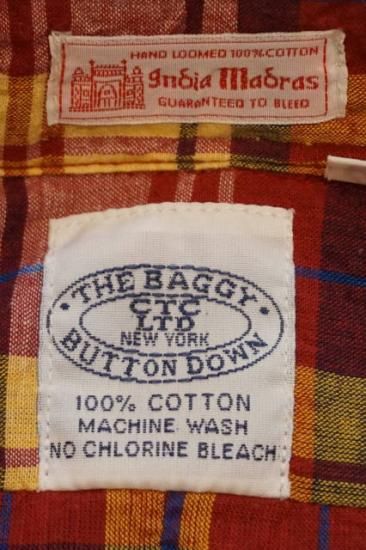 HAND LOOMED 100% COTTON
India Madras
GUARANTEED TO BLEED
• THE BAGGY •
CTC
LTD
NEW YORK
BUTTON DOWN
100% COTTON
MACHINE WASH
NO CHLORINE BLEACH